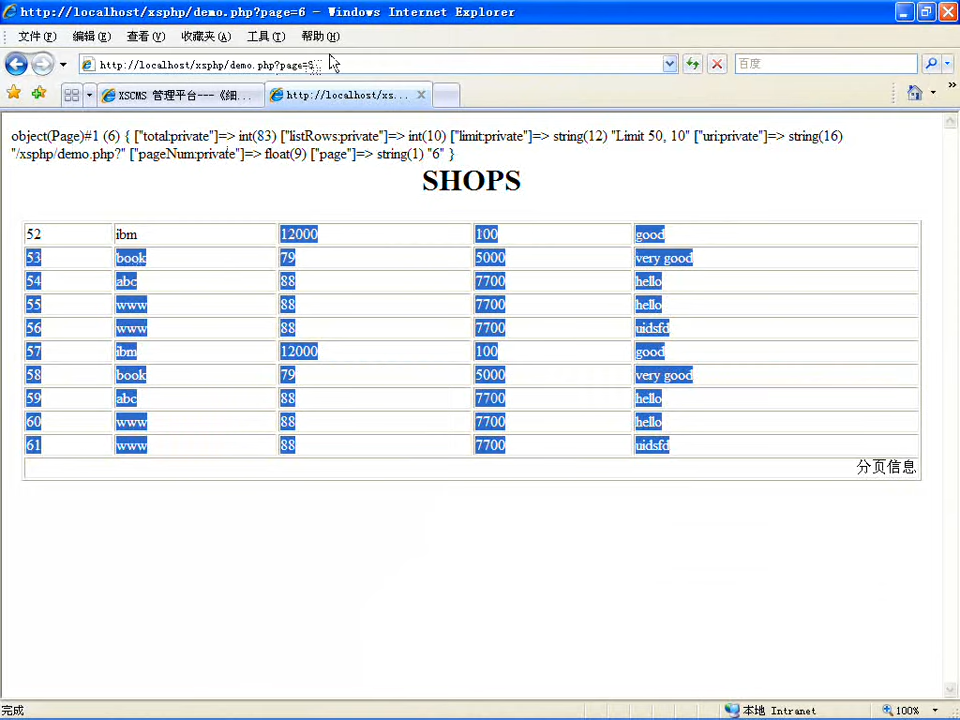 http://localhost/xsphp/demo.php?page=6 - Windows Internet Explorer
文件(F) 编辑(E) 查看(V) 收藏夹(A) 工具(T) 帮助(H)
http://localhost/xsphp/demo.php?page=6 百度
XSCMS 管理平台---《细... http://localhost/xs...
object(Page)#1 (6) { ["total:private"]=> int(83) ["listRows:private"]=> int(10) ["limit:private"]=> string(12) "Limit 50, 10" ["uri:private"]=> string(16)
"/xsphp/demo.php?" ["pageNum:private"]=> float(9) ["page"]=> string(1) "6" }
SHOPS
52 ibm 12000 100 good
53 book 79 5000 very good
54 abc 88 7700 hello
55 www 88 7700 hello
56 www 88 7700 uidsfd
57 ibm 12000 100 good
58 book 79 5000 very good
59 abc 88 7700 hello
60 www 88 7700 hello
61 www 88 7700 uidsfd
分页信息
完成 本地 Intranet 100%